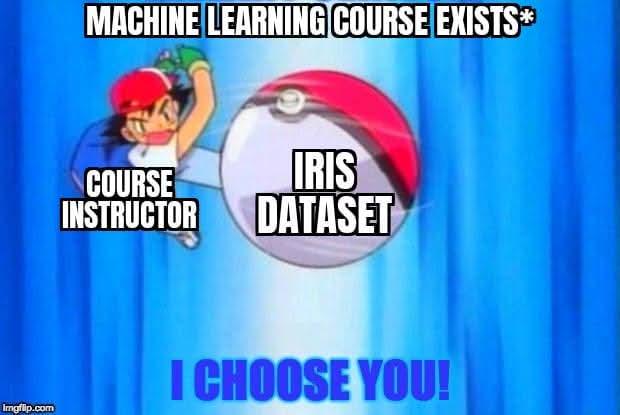 MACHINE LEARNING COURSE EXISTS*
COURSE
INSTRUCTOR
IRIS
DATASET
I CHOOSE YOU!
imgflip.com